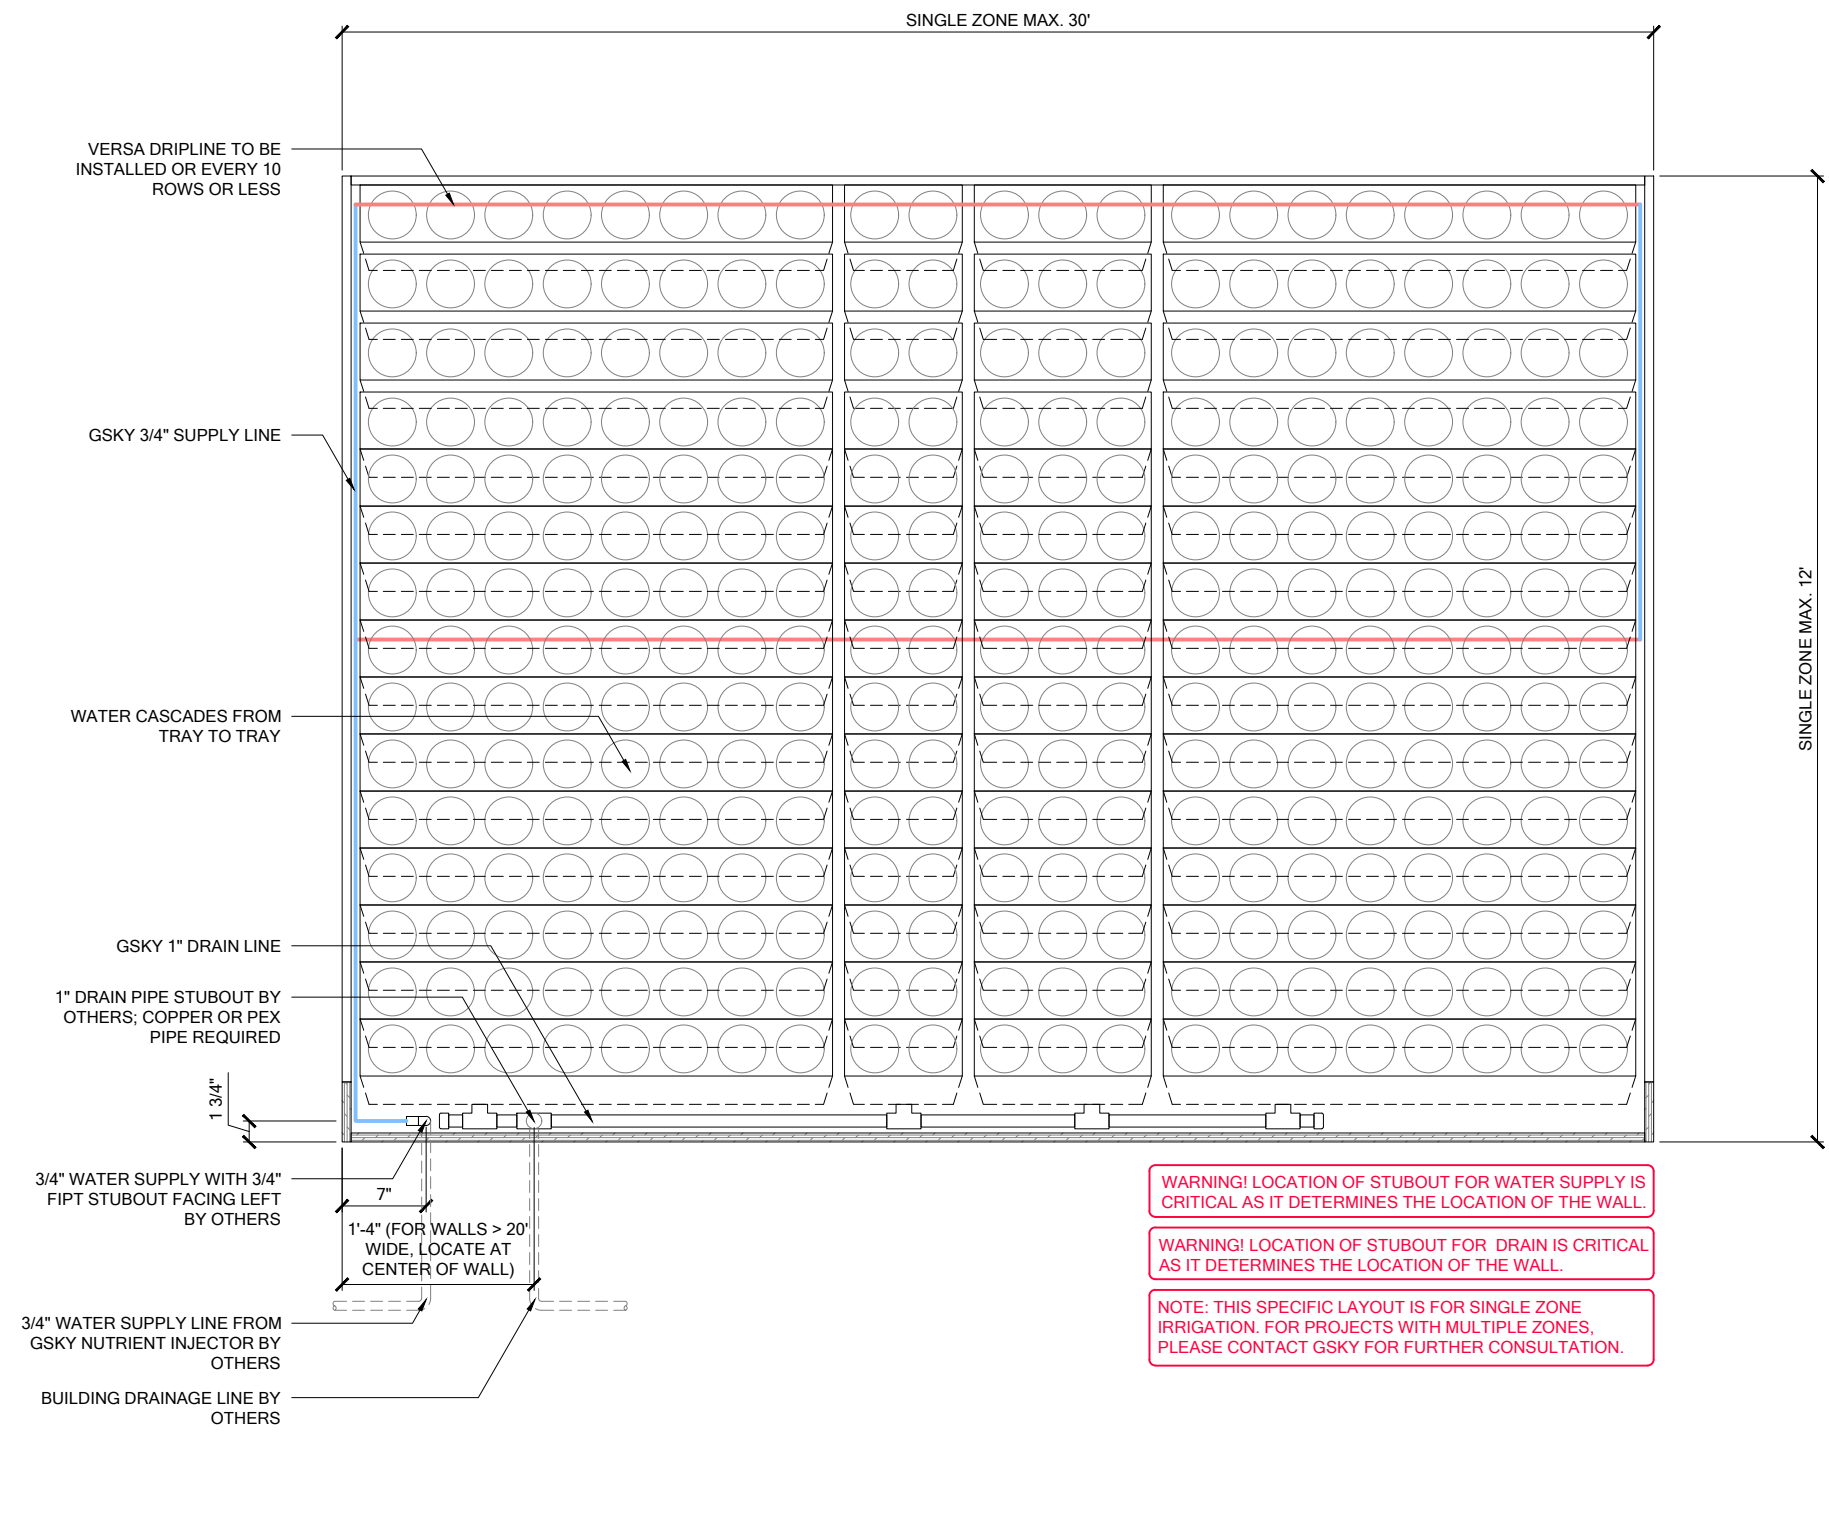 SINGLE ZONE MAX. 30'
VERSA DRIPLINE TO BE
INSTALLED OR EVERY 10
ROWS OR LESS
GSKY 3/4" SUPPLY LINE
SINGLE ZONE MAX. 12'
WATER CASCADES FROM
TRAY TO TRAY
GSKY 1" DRAIN LINE
1" DRAIN PIPE STUBOUT BY
OTHERS; COPPER OR PEX
PIPE REQUIRED
1 3/4"
3/4" WATER SUPPLY WITH 3/4"
FIPT STUBOUT FACING LEFT
BY OTHERS
7"
1'-4" (FOR WALLS > 20'
WIDE, LOCATE AT
CENTER OF WALL)
3/4" WATER SUPPLY LINE FROM
GSKY NUTRIENT INJECTOR BY
OTHERS
BUILDING DRAINAGE LINE BY
OTHERS
WARNING! LOCATION OF STUBOUT FOR WATER SUPPLY IS
CRITICAL AS IT DETERMINES THE LOCATION OF THE WALL.
WARNING! LOCATION OF STUBOUT FOR DRAIN IS CRITICAL
AS IT DETERMINES THE LOCATION OF THE WALL.
NOTE: THIS SPECIFIC LAYOUT IS FOR SINGLE ZONE
IRRIGATION. FOR PROJECTS WITH MULTIPLE ZONES,
PLEASE CONTACT GSKY FOR FURTHER CONSULTATION.